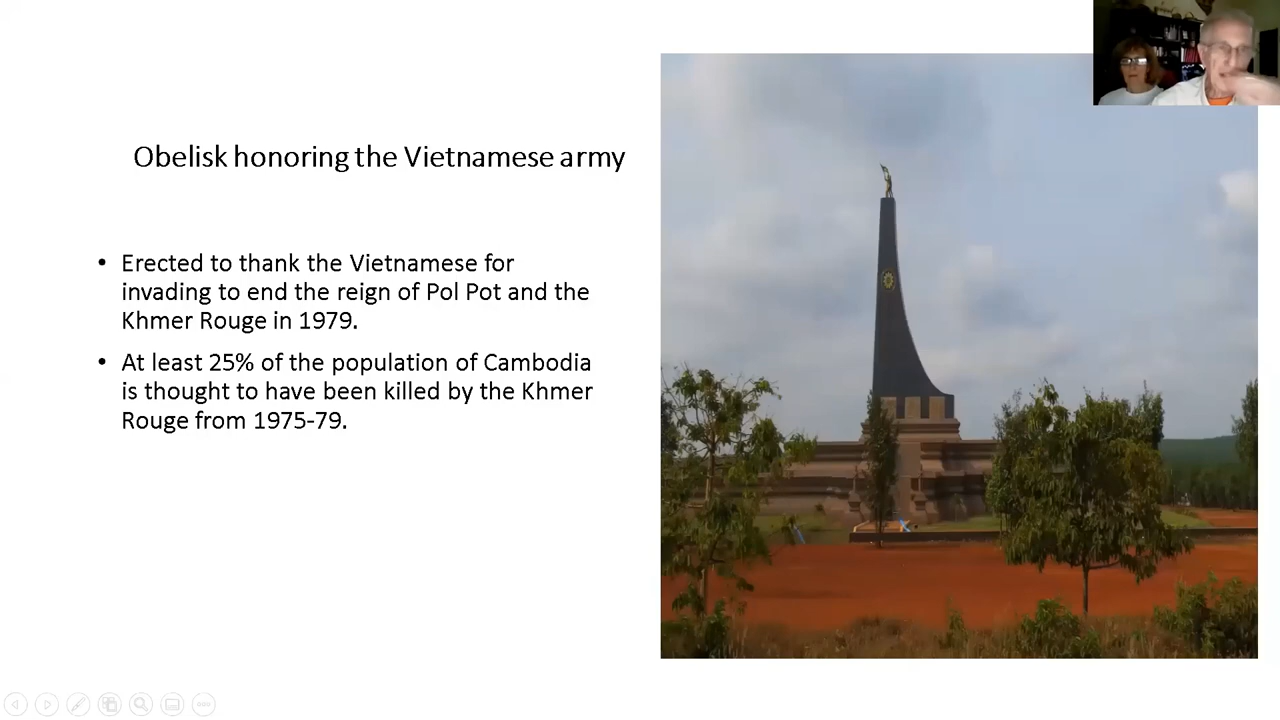 Obelisk honoring the Vietnamese army
• Erected to thank the Vietnamese for
invading to end the reign of Pol Pot and the
Khmer Rouge in 1979.
• At least 25% of the population of Cambodia
is thought to have been killed by the Khmer
Rouge from 1975-79.